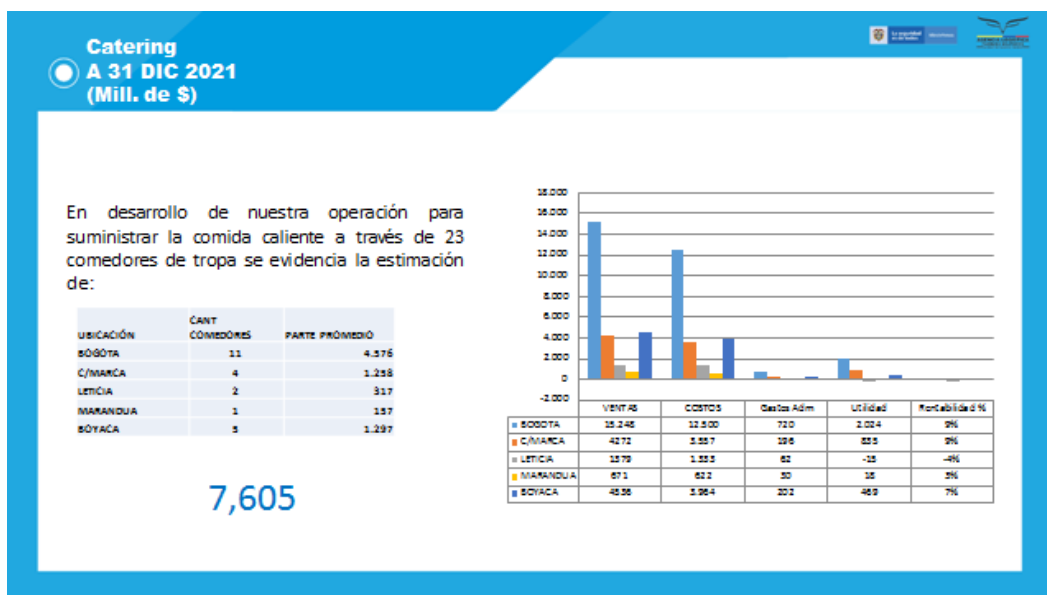 Catering
A 31 DIC 2021
(Mill. de $)
En desarrollo de nuestra operación para
suministrar la comida caliente a través de 23
comedores de tropa se evidencia la estimación
de:
UBICACIÓN CANT COMEDORES PARTE PROMEDIO
BOGÓTA 11 4.576
C/MARCA 4 1.258
LETICIA 2 317
MARANDUA 1 157
BOYACA 5 1.297
7,605
18.000
16.000
14.000
12.000
10.000
8.000
6.000
4.000
2.000
0
-2.000
VENTAS COSTOS Gastos Adm Utilidad Rentabilidad %
BOGOTA 15.248 12.500 720 2.024 9%
C/MARCA 4272 3.557 196 835 9%
LETICIA 1379 1.333 62 -15 -4%
MARANDUA 671 622 30 18 3%
BOYACA 4536 3.964 202 469 7%